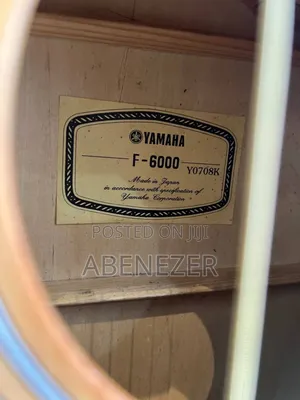 YAMAHA
F-6000 Y0708K
Made in Japan
in accordance with specification of
Yamaha Corporation
POSTED ON JIJI
ABENEZER